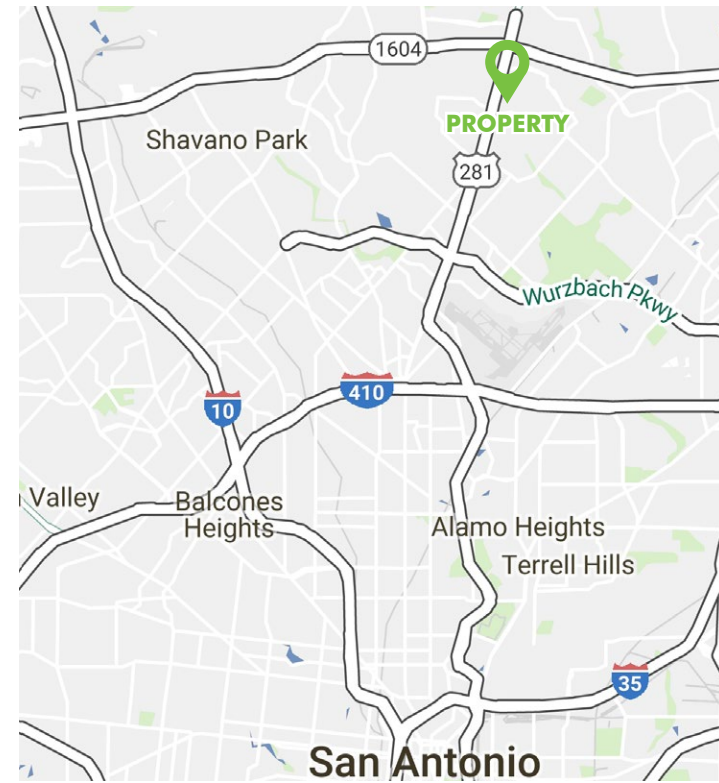 1604
PROPERTY
Shavano Park
281
Wurzbach Pkwy
410
10
Valley
Balcones
Heights
Alamo Heights
Terrell Hills
35
San Antonio